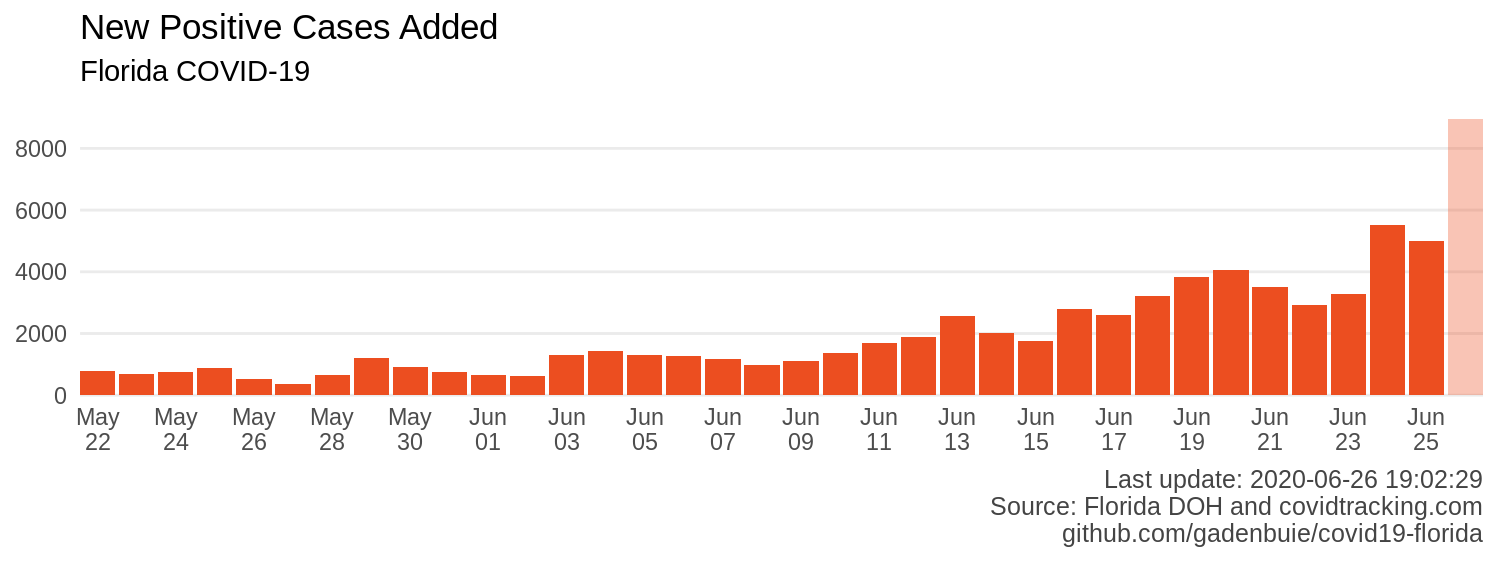 New Positive Cases Added
Florida COVID-19
8000
6000
4000
2000
0
May May May May May Jun Jun Jun Jun Jun Jun Jun Jun Jun Jun Jun Jun Jun
22 24 26 28 30 01 03 05 07 09 11 13 15 17 19 21 23 25
Last update: 2020-06-26 19:02:29
Source: Florida DOH and covidtracking.com
github.com/gadenbuie/covid19-florida